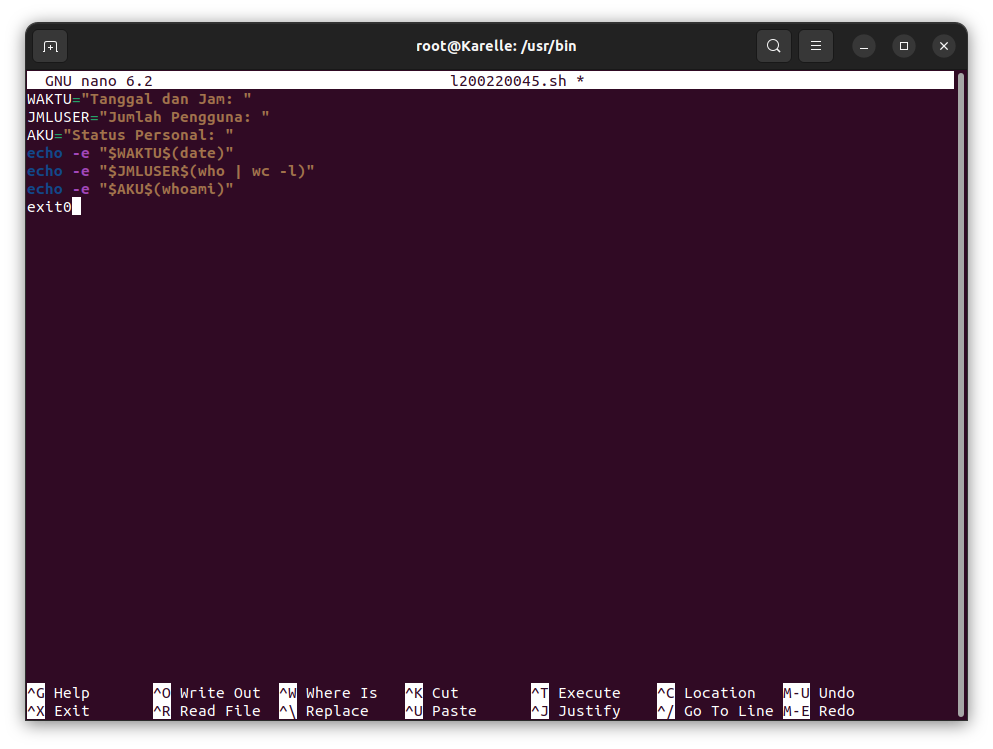 root@Karelle: /usr/bin
GNU nano 6.2 l200220045.sh *
WAKTU="Tanggal dan Jam: "
JMLUSER="Jumlah Pengguna: "
AKU="Status Personal: "
echo -e "$WAKTU$(date)"
echo -e "$JMLUSER$(who | wc -l)"
echo -e "$AKU$(whoami)"
exit0
^G Help ^O Write Out ^W Where Is ^K Cut ^T Execute ^C Location M-U Undo
^X Exit ^R Read File ^\ Replace ^U Paste ^J Justify ^/ Go To Line M-E Redo